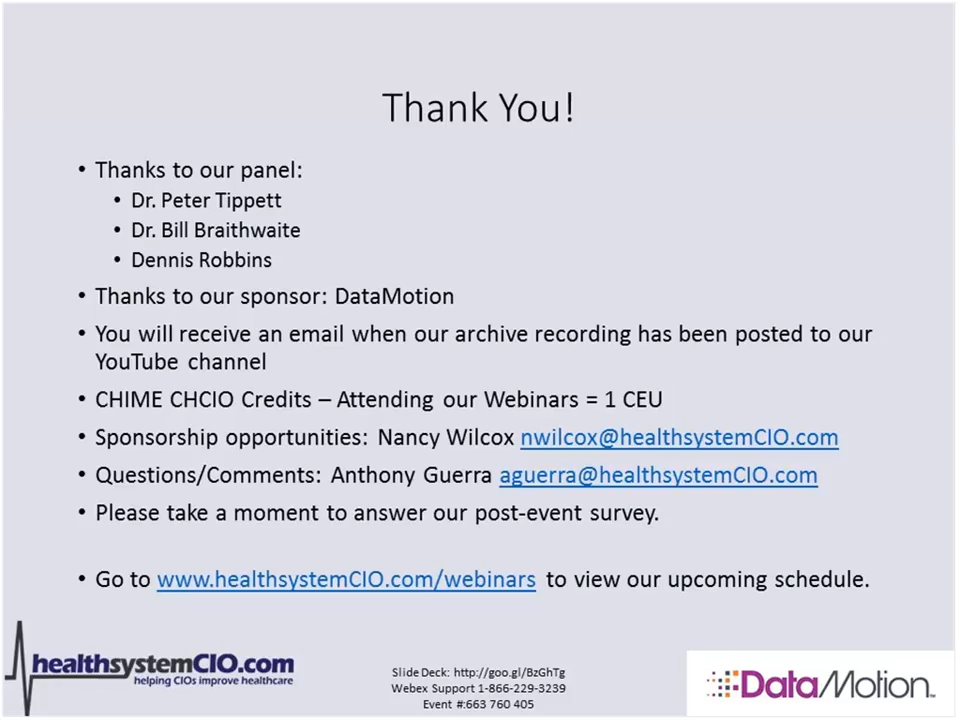 Thank You!
• Thanks to our panel:
• Dr. Peter Tippett
• Dr. Bill Braithwaite
• Dennis Robbins
• Thanks to our sponsor: DataMotion
• You will receive an email when our archive recording has been posted to our
YouTube channel
• CHIME CHCIO Credits – Attending our Webinars = 1 CEU
• Sponsorship opportunities: Nancy Wilcox nwilcox@healthsystemCIO.com
• Questions/Comments: Anthony Guerra aguerra@healthsystemCIO.com
• Please take a moment to answer our post-event survey.
• Go to www.healthsystemCIO.com/webinars to view our upcoming schedule.
healthsystemCIO.com
helping CIOs improve healthcare
Slide Deck: http://goo.gl/BzGhTg
Webex Support 1-866-229-3239
Event #:663 760 405
DataMotion™